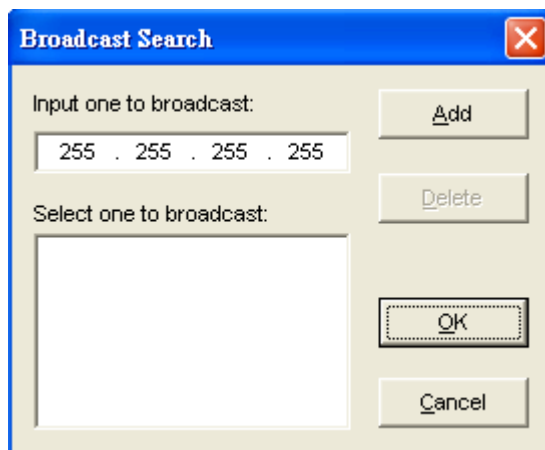 Broadcast Search
Input one to broadcast:
Add
255 . 255 . 255 . 255
Delete
Select one to broadcast:
OK
Cancel